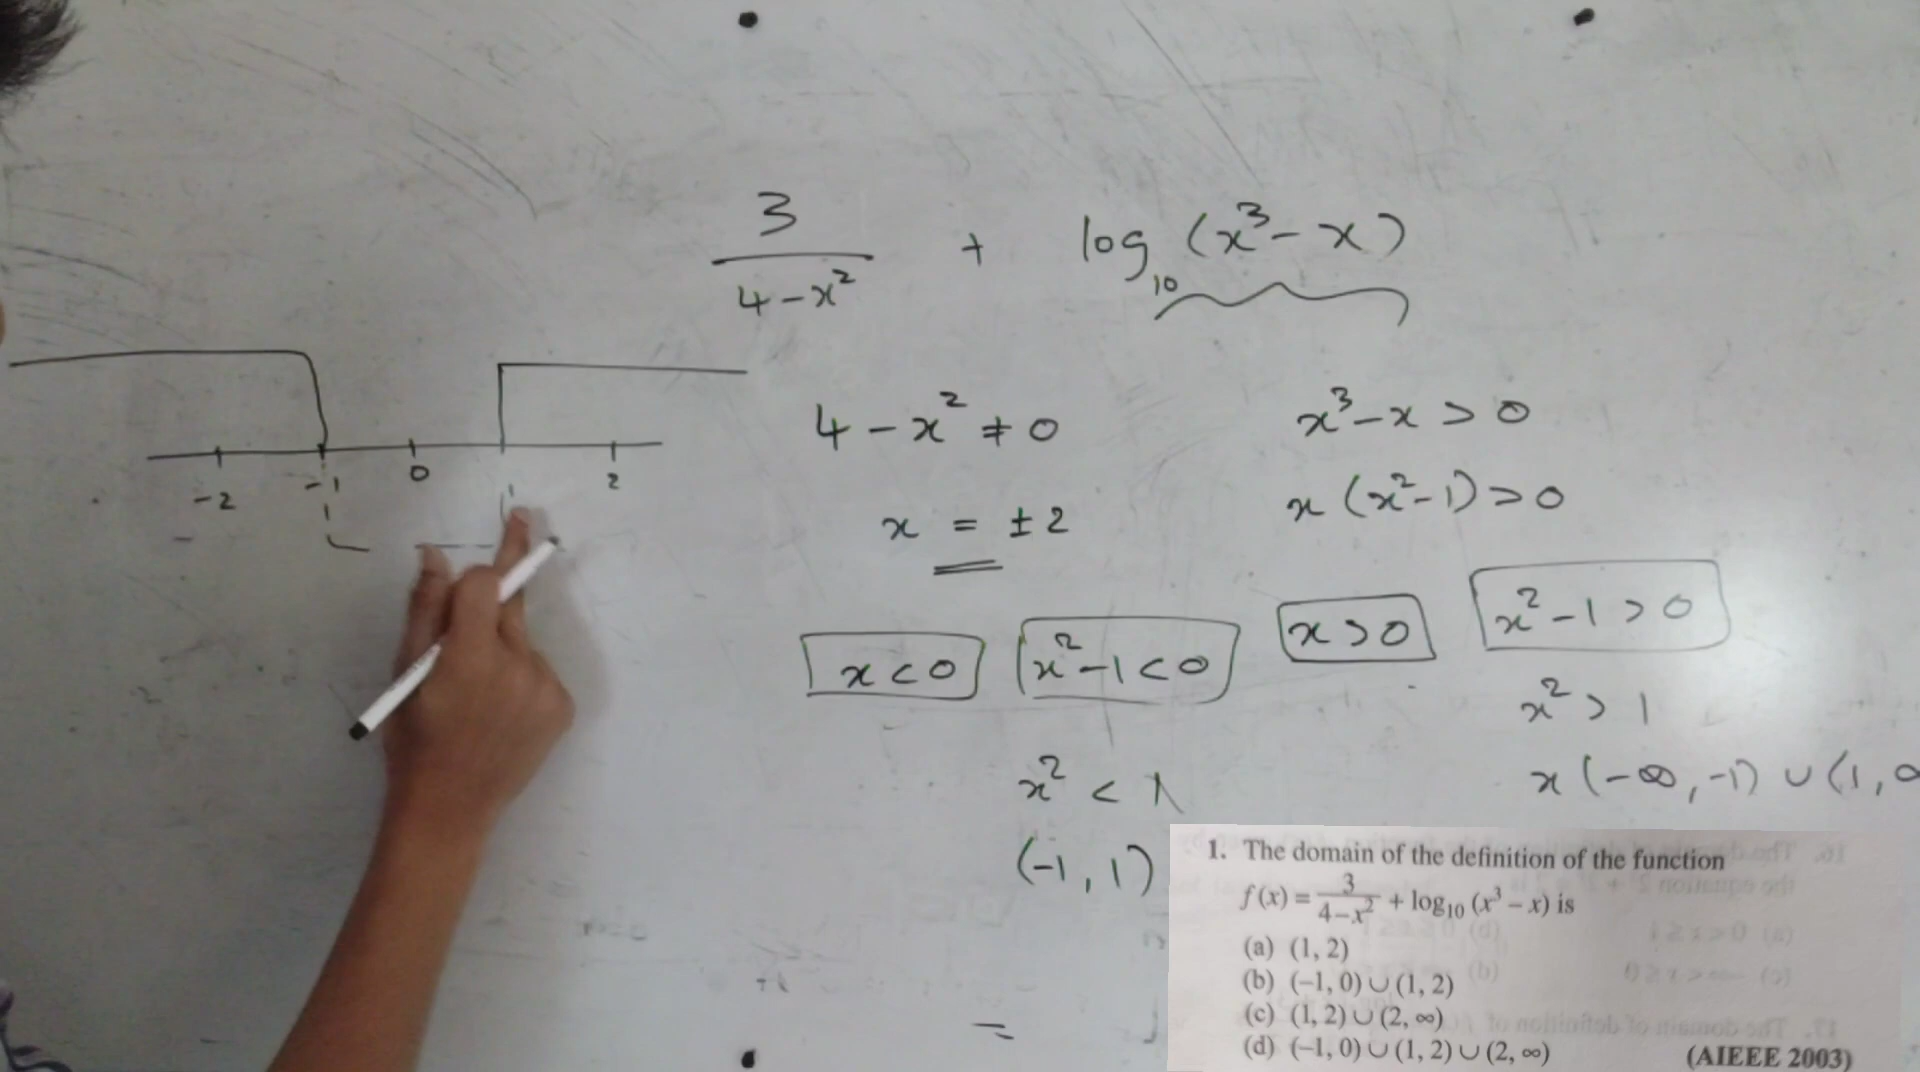 3
4 - x² + log₁₀ (x³ - x)
4 - x² ≠ 0
x = ± 2
x³ - x > 0
x (x² - 1) > 0
-2 -1 0 1 2
x < 0 x² - 1 < 0 x > 0 x² - 1 > 0
x² < 1
(-1, 1)
x² > 1
x (-∞, -1) ∪ (1, ∞
1. The domain of the definition of the function
f(x) = 3/4-x² + log₁₀ (x³ – x) is
(a) (1, 2)
(b) (–1, 0) ∪ (1, 2)
(c) (1, 2) ∪ (2, ∞)
(d) (–1, 0) ∪ (1, 2) ∪ (2, ∞)
(AIEEE 2003)